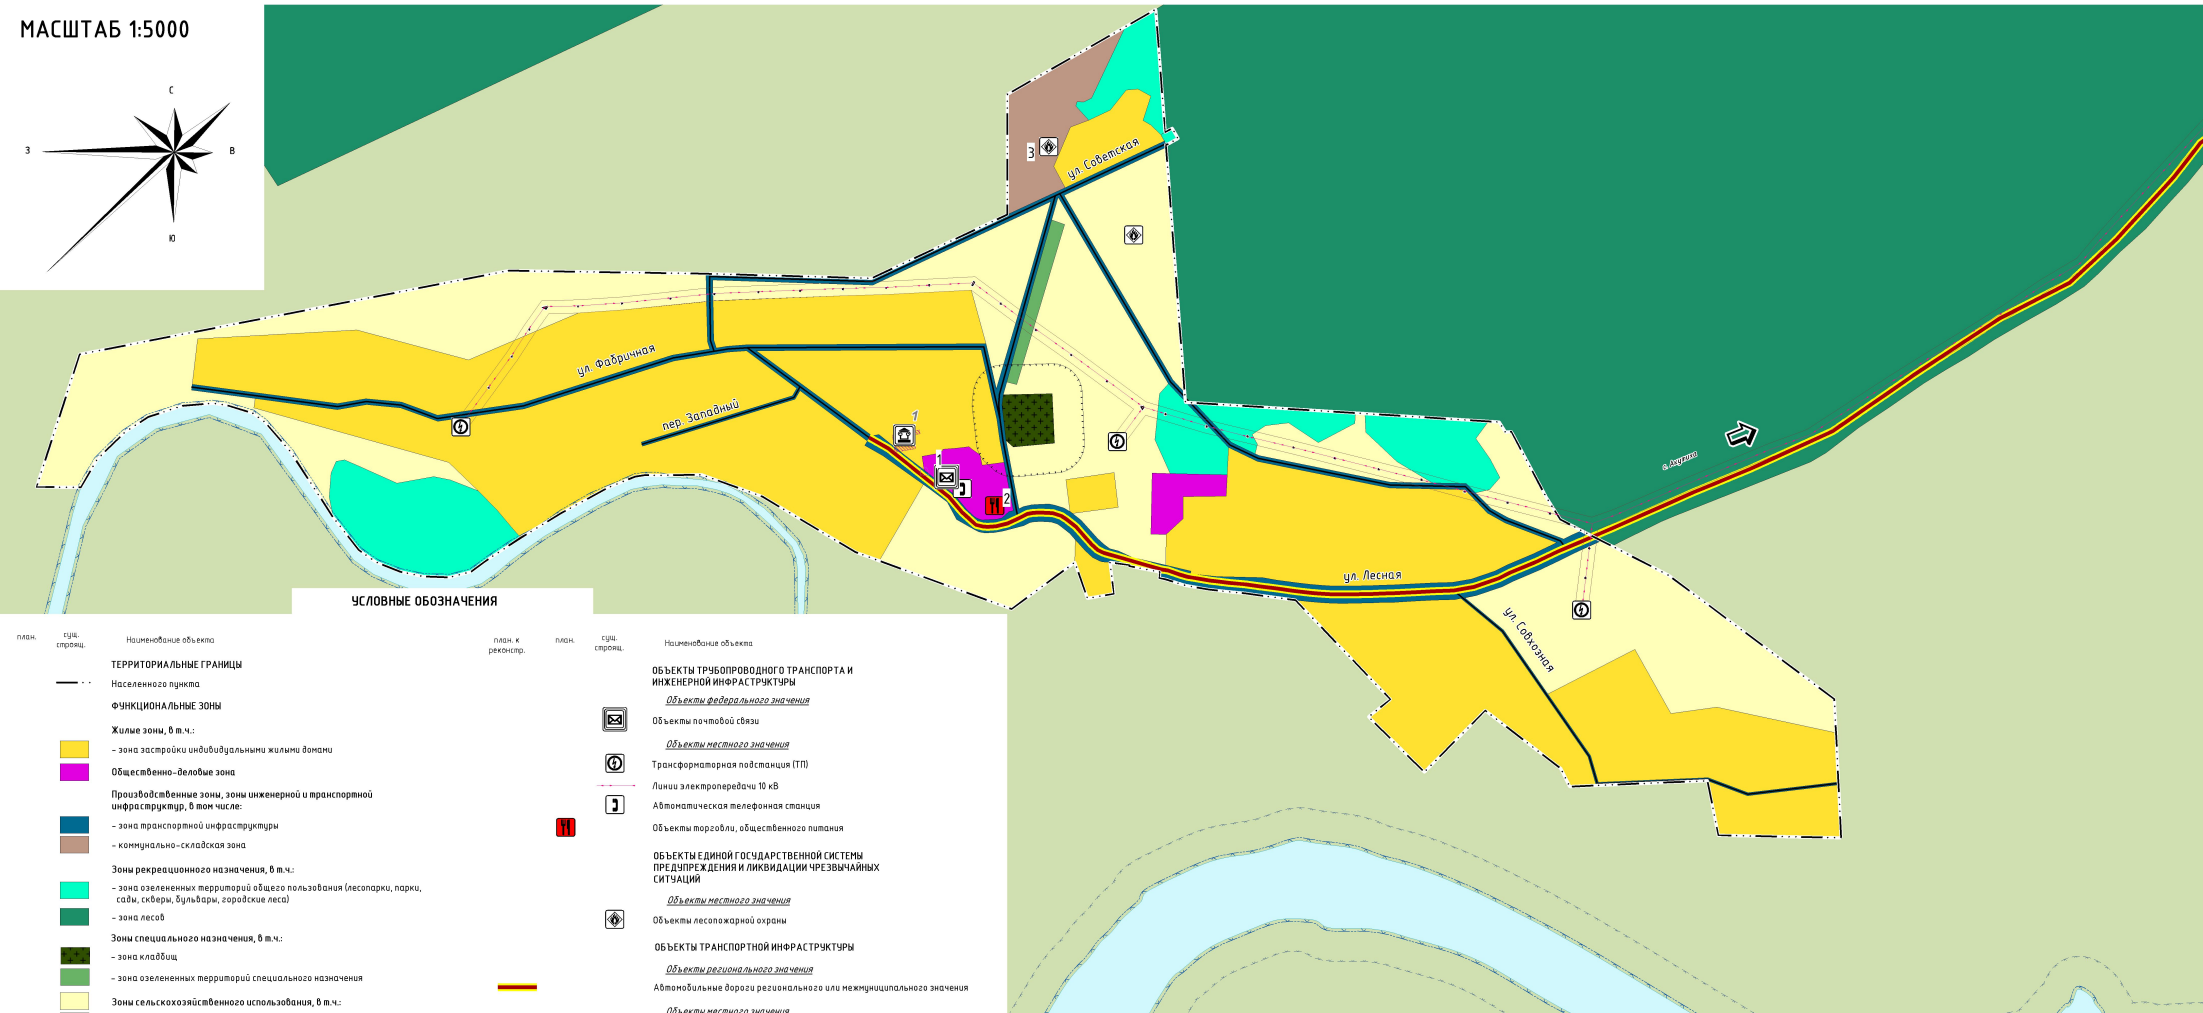 МАСШТАБ 1:5000
С
З
В
Ю
3
ул. Советская
ул. Фабричная
пер. Западный
1
1
2
с. Акулиха
ул. Лесная
ул. Совхозная
УСЛОВНЫЕ ОБОЗНАЧЕНИЯ
план.
сущ.
строящ.
Наименование объекта
ТЕРРИТОРИАЛЬНЫЕ ГРАНИЦЫ
Населенного пункта
ФУНКЦИОНАЛЬНЫЕ ЗОНЫ
Жилые зоны, в т.ч.:
- зона застройки индивидуальными жилыми домами
Общественно-деловые зона
Производственные зоны, зоны инженерной и транспортной
инфраструктур, в том числе:
- зона транспортной инфраструктуры
- коммунально-складская зона
Зоны рекреационного назначения, в т.ч.:
- зона озелененных территорий общего пользования (лесопарки, парки,
сады, скверы, бульвары, городские леса)
- зона лесов
Зоны специального назначения, в т.ч.:
- зона кладбищ
- зона озелененных территорий специального назначения
Зоны сельскохозяйственного использования, в т.ч.:
план. к
реконстр.
план.
сущ.
строящ.
Наименование объекта
ОБЪЕКТЫ ТРУБОПРОВОДНОГО ТРАНСПОРТА И
ИНЖЕНЕРНОЙ ИНФРАСТРУКТУРЫ
Объекты федерального значения
Объекты почтовой связи
Объекты местного значения
Трансформаторная подстанция (ТП)
Линии электропередачи 10 кВ
Автоматическая телефонная станция
Объекты торговли, общественного питания
ОБЪЕКТЫ ЕДИНОЙ ГОСУДАРСТВЕННОЙ СИСТЕМЫ
ПРЕДУПРЕЖДЕНИЯ И ЛИКВИДАЦИИ ЧРЕЗВЫЧАЙНЫХ
СИТУАЦИЙ
Объекты местного значения
Объекты лесопожарной охраны
ОБЪЕКТЫ ТРАНСПОРТНОЙ ИНФРАСТРУКТУРЫ
Объекты регионального значения
Автомобильные дороги регионального или межмуниципального значения
Объекты местного значения